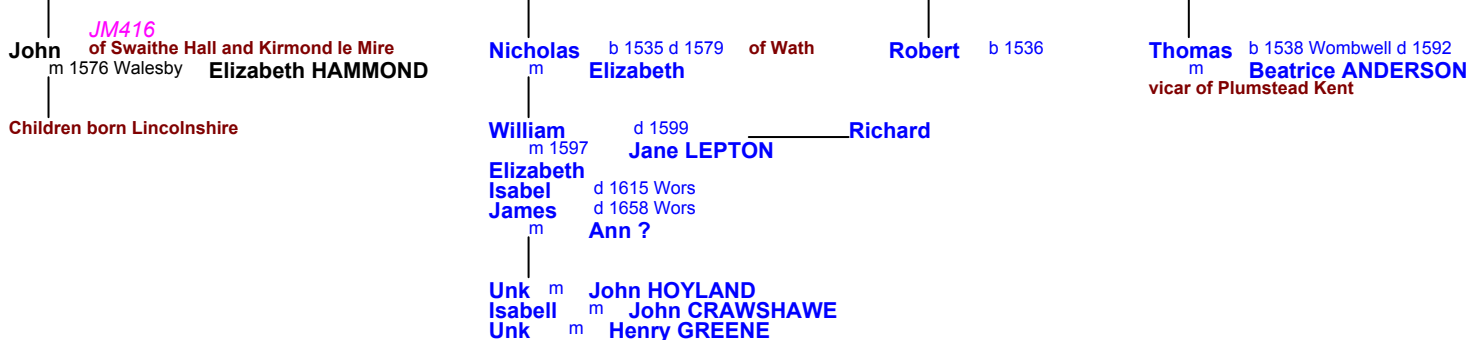 JM416
John of Swaithe Hall and Kirmond le Mire
m 1576 Walesby Elizabeth HAMMOND
Children born Lincolnshire
Nicholas b 1535 d 1579 of Wath
m Elizabeth
William d 1599 Richard
m 1597 Jane LEPTON
Elizabeth
Isabel d 1615 Wors
James d 1658 Wors
m Ann ?
Unk m John HOYLAND
Isabell m John CRAWSHAWE
Unk m Henry GREENE
Robert b 1536
Thomas b 1538 Wombwell d 1592
m Beatrice ANDERSON
vicar of Plumstead Kent